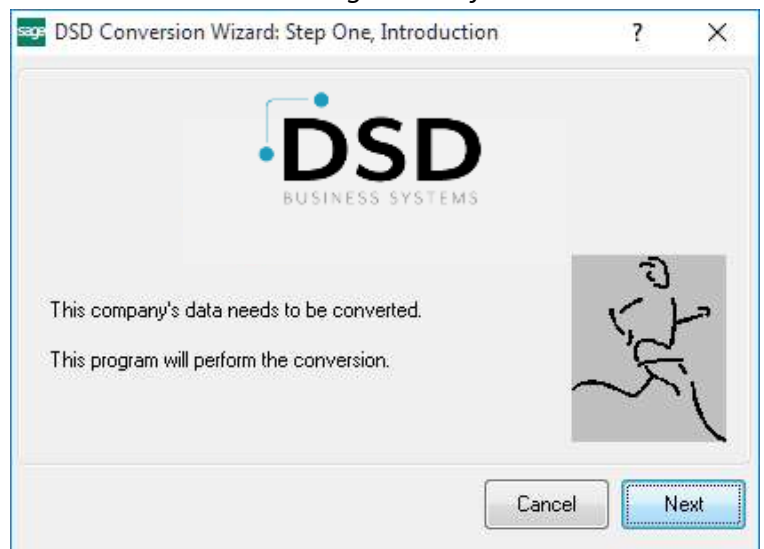 sage DSD Conversion Wizard: Step One, Introduction ? X
DSD
BUSINESS SYSTEMS
This company's data needs to be converted.
This program will perform the conversion.
Cancel Next